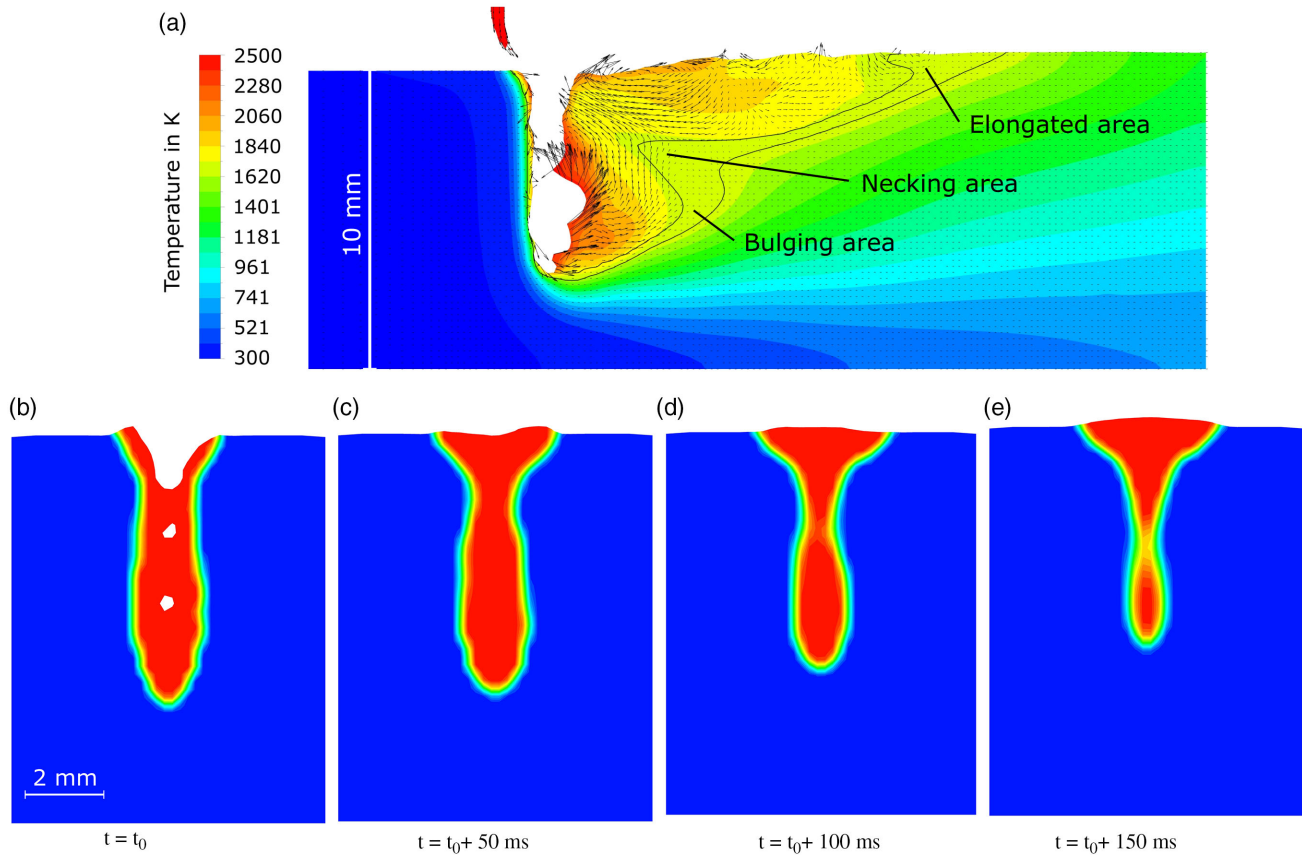 (a)
Temperature in K
2500
2280
2060
1840
1620
1401
1181
961
741
521
300
10 mm
Elongated area
Necking area
Bulging area
(b)
(c)
(d)
(e)
2 mm
t = t₀
t = t₀+ 50 ms
t = t₀+ 100 ms
t = t₀+ 150 ms